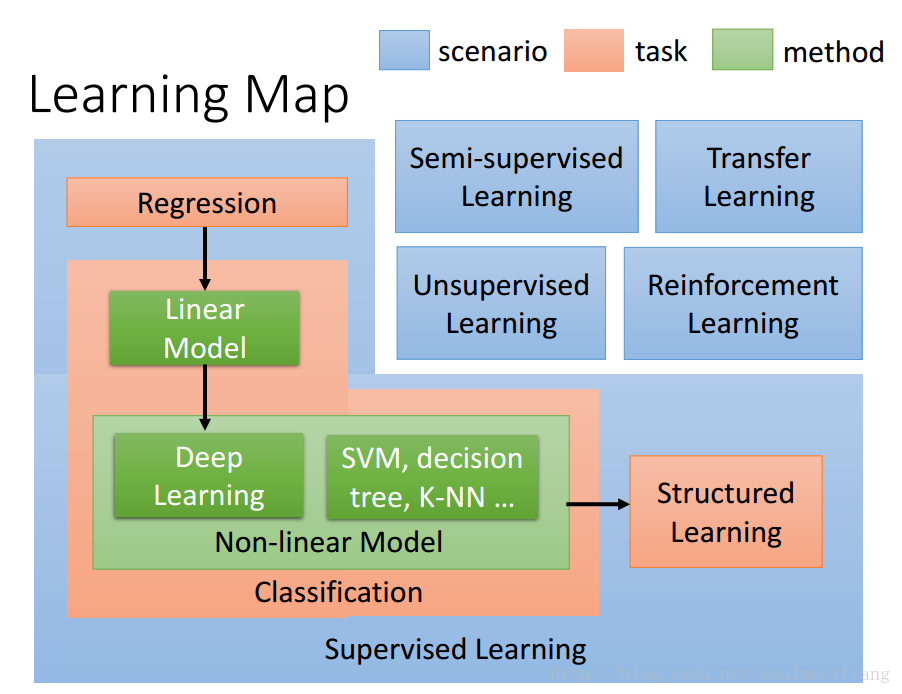 scenario
task
method
Learning Map
Semi-supervised
Learning
Transfer
Learning
Regression
Unsupervised
Learning
Reinforcement
Learning
Linear
Model
Deep
Learning
SVM, decision
tree, K-NN ...
Non-linear Model
Structured
Learning
Classification
Supervised Learning